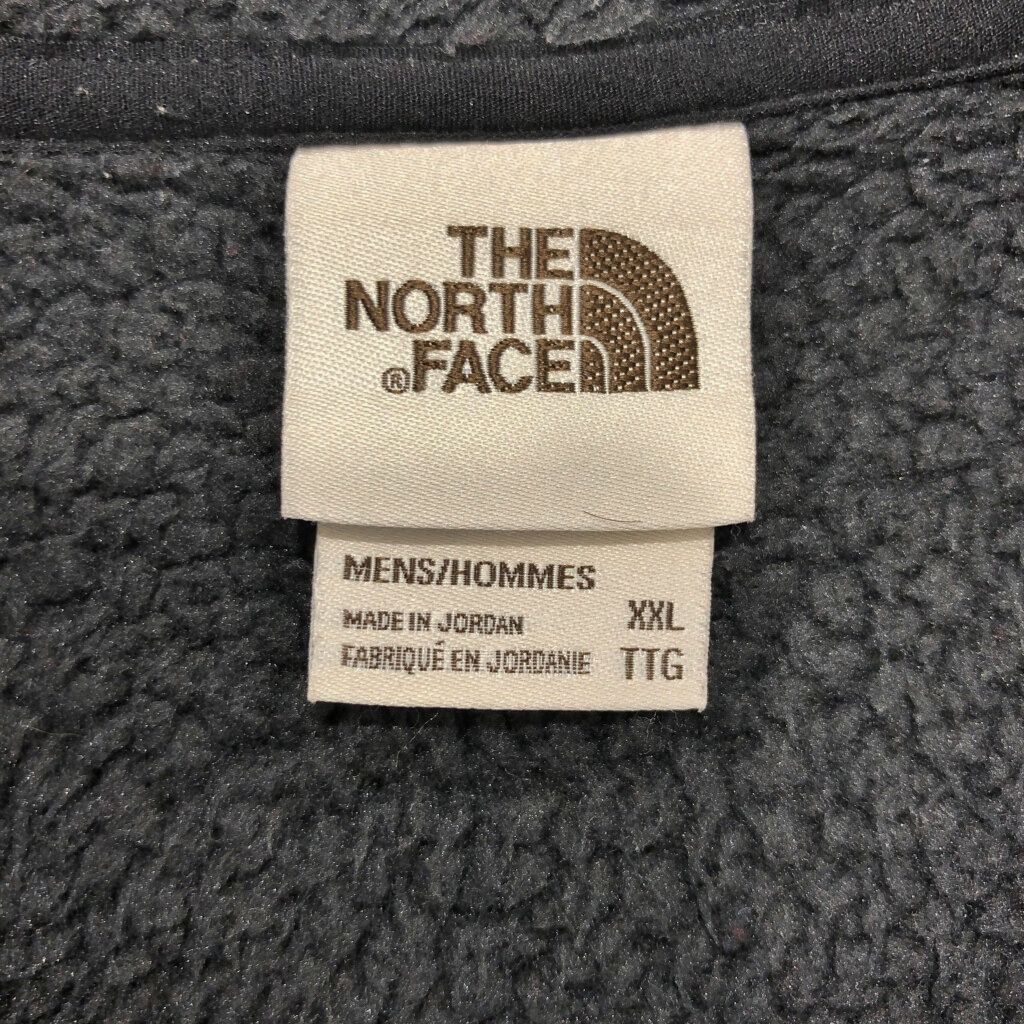 THE
NORTH
®FACE
MENS/HOMMES
MADE IN JORDAN XXL
FABRIQUÉ EN JORDANIE TTG